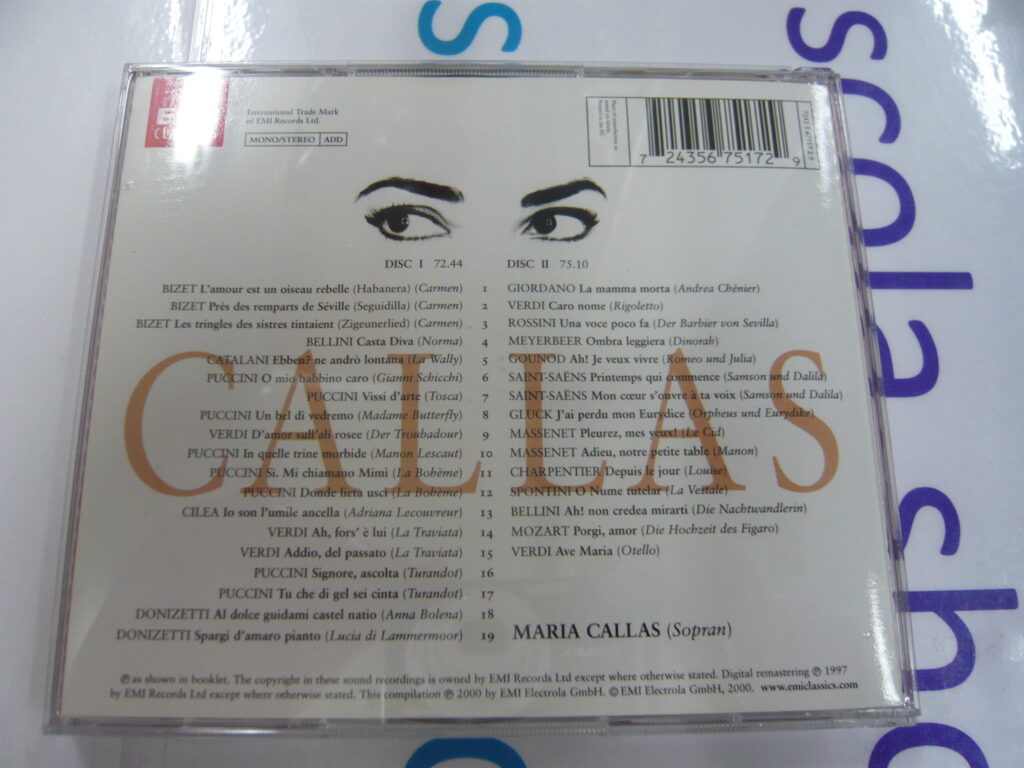 International Trade Mark
of EMI Records Ltd.
MONO/STEREO ADD
7 24356 75172 9
DISC I 72.44
DISC II 75.10
BIZET L'amour est un oiseau rebelle (Habanera) (Carmen) 1
BIZET Près des remparts de Séville (Seguidilla) (Carmen) 2
BIZET Les tringles des sistres tintaient (Zigeunerlied) (Carmen) 3
BELLINI Casta Diva (Norma) 4
CATALANI Ebben? ne andrò lontana (La Wally) 5
PUCCINI O mio babbino caro (Gianni Schicchi) 6
PUCCINI Vissi d'arte (Tosca) 7
PUCCINI Un bel dì vedremo (Madame Butterfly) 8
VERDI D'amor sull'ali rosee (Der Troubadour) 9
PUCCINI In quelle trine morbide (Manon Lescaut) 10
PUCCINI Sì. Mi chiamano Mimì (La Bohème) 11
PUCCINI Donde lieta uscì (La Bohème) 12
CILEA Io son l'umile ancella (Adriana Lecouvreur) 13
VERDI Ah, fors' è lui (La Traviata) 14
VERDI Addio, del passato (La Traviata) 15
PUCCINI Signore, ascolta (Turandot) 16
PUCCINI Tu che di gel sei cinta (Turandot) 17
DONIZETTI Al dolce guidami castel natio (Anna Bolena) 18
DONIZETTI Spargi d'amaro pianto (Lucia di Lammermoor) 19
GIORDANO La mamma morta (Andrea Chénier)
VERDI Caro nome (Rigoletto)
ROSSINI Una voce poco fa (Der Barbier von Sevilla)
MEYERBEER Ombra leggiera (Dinorah)
GOUNOD Ah! Je veux vivre (Romeo und Julia)
SAINT-SAËNS Printemps qui commence (Samson und Dalila)
SAINT-SAËNS Mon cœur s'ouvre à ta voix (Samson und Dalila)
GLUCK J'ai perdu mon Eurydice (Orpheus und Eurydike)
MASSENET Pleurez, mes yeux! (Le Cid)
MASSENET Adieu, notre petite table (Manon)
CHARPENTIER Depuis le jour (Louise)
SPONTINI O Nume tutelar (La Vestale)
BELLINI Ah! non credea mirarti (Die Nachtwandlerin)
MOZART Porgi, amor (Die Hochzeit des Figaro)
VERDI Ave Maria (Otello)
CALLAS
MARIA CALLAS (Sopran)
℗ as shown in booklet. The copyright in these sound recordings is owned by EMI Records Ltd except where otherwise stated. Digital remastering ℗ 1997
by EMI Records Ltd except where otherwise stated. This compilation ℗ 2000 by EMI Electrola GmbH. © EMI Electrola GmbH, 2000. www.emiclassics.com
scola sh